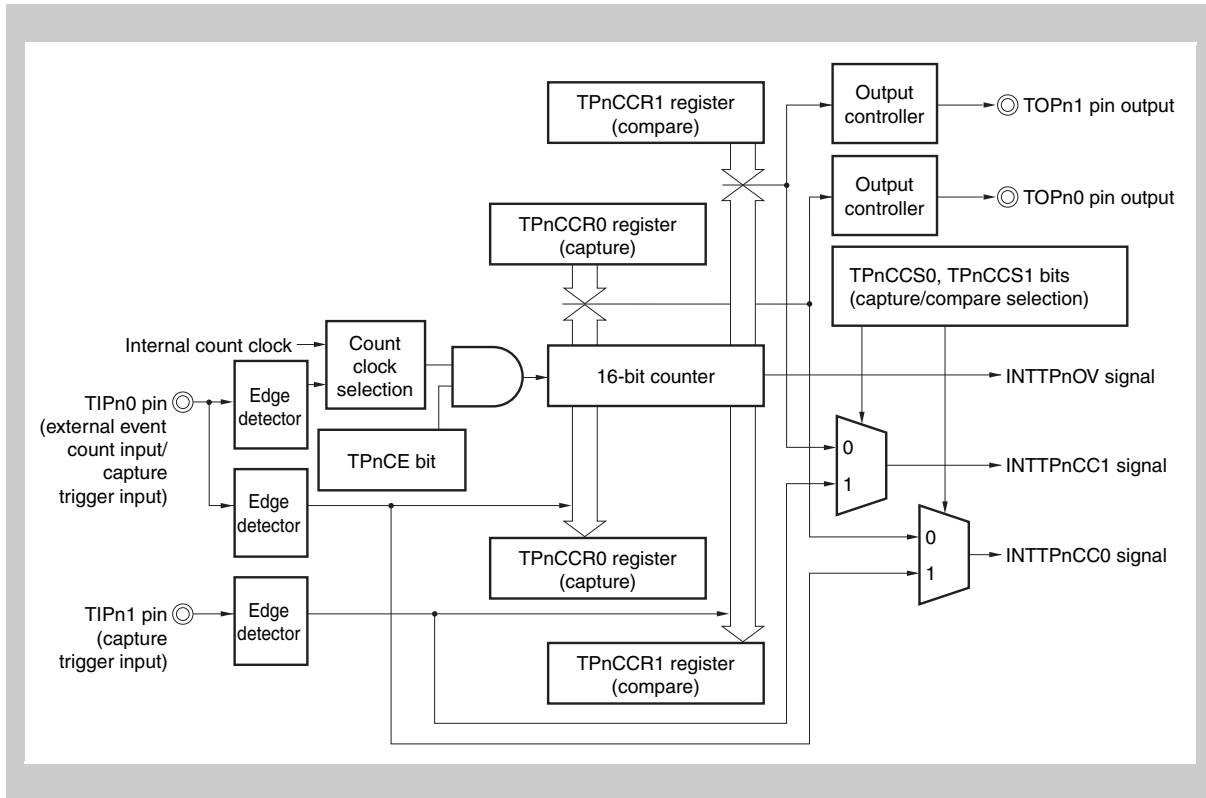 TPnCCR1 register
(compare)
Output
controller
TOPn1 pin output
Output
controller
TOPn0 pin output
TPnCCR0 register
(capture)
TPnCCS0, TPnCCS1 bits
(capture/compare selection)
Internal count clock
Count
clock
selection
16-bit counter
INTTPnOV signal
TIPn0 pin
(external event
count input/
capture
trigger input)
Edge
detector
TPnCE bit
0
1
INTTPnCC1 signal
Edge
detector
TPnCCR0 register
(capture)
0
1
INTTPnCC0 signal
TIPn1 pin
(capture
trigger input)
Edge
detector
TPnCCR1 register
(compare)